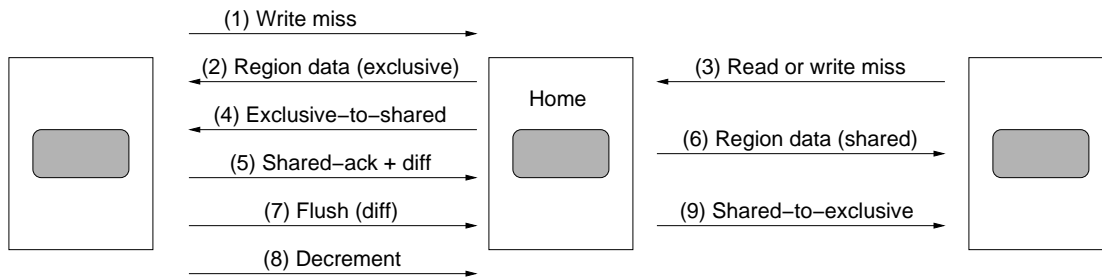 (1) Write miss
(2) Region data (exclusive)
(3) Read or write miss
Home
(4) Exclusive−to−shared
(6) Region data (shared)
(5) Shared−ack + diff
(7) Flush (diff)
(9) Shared−to−exclusive
(8) Decrement